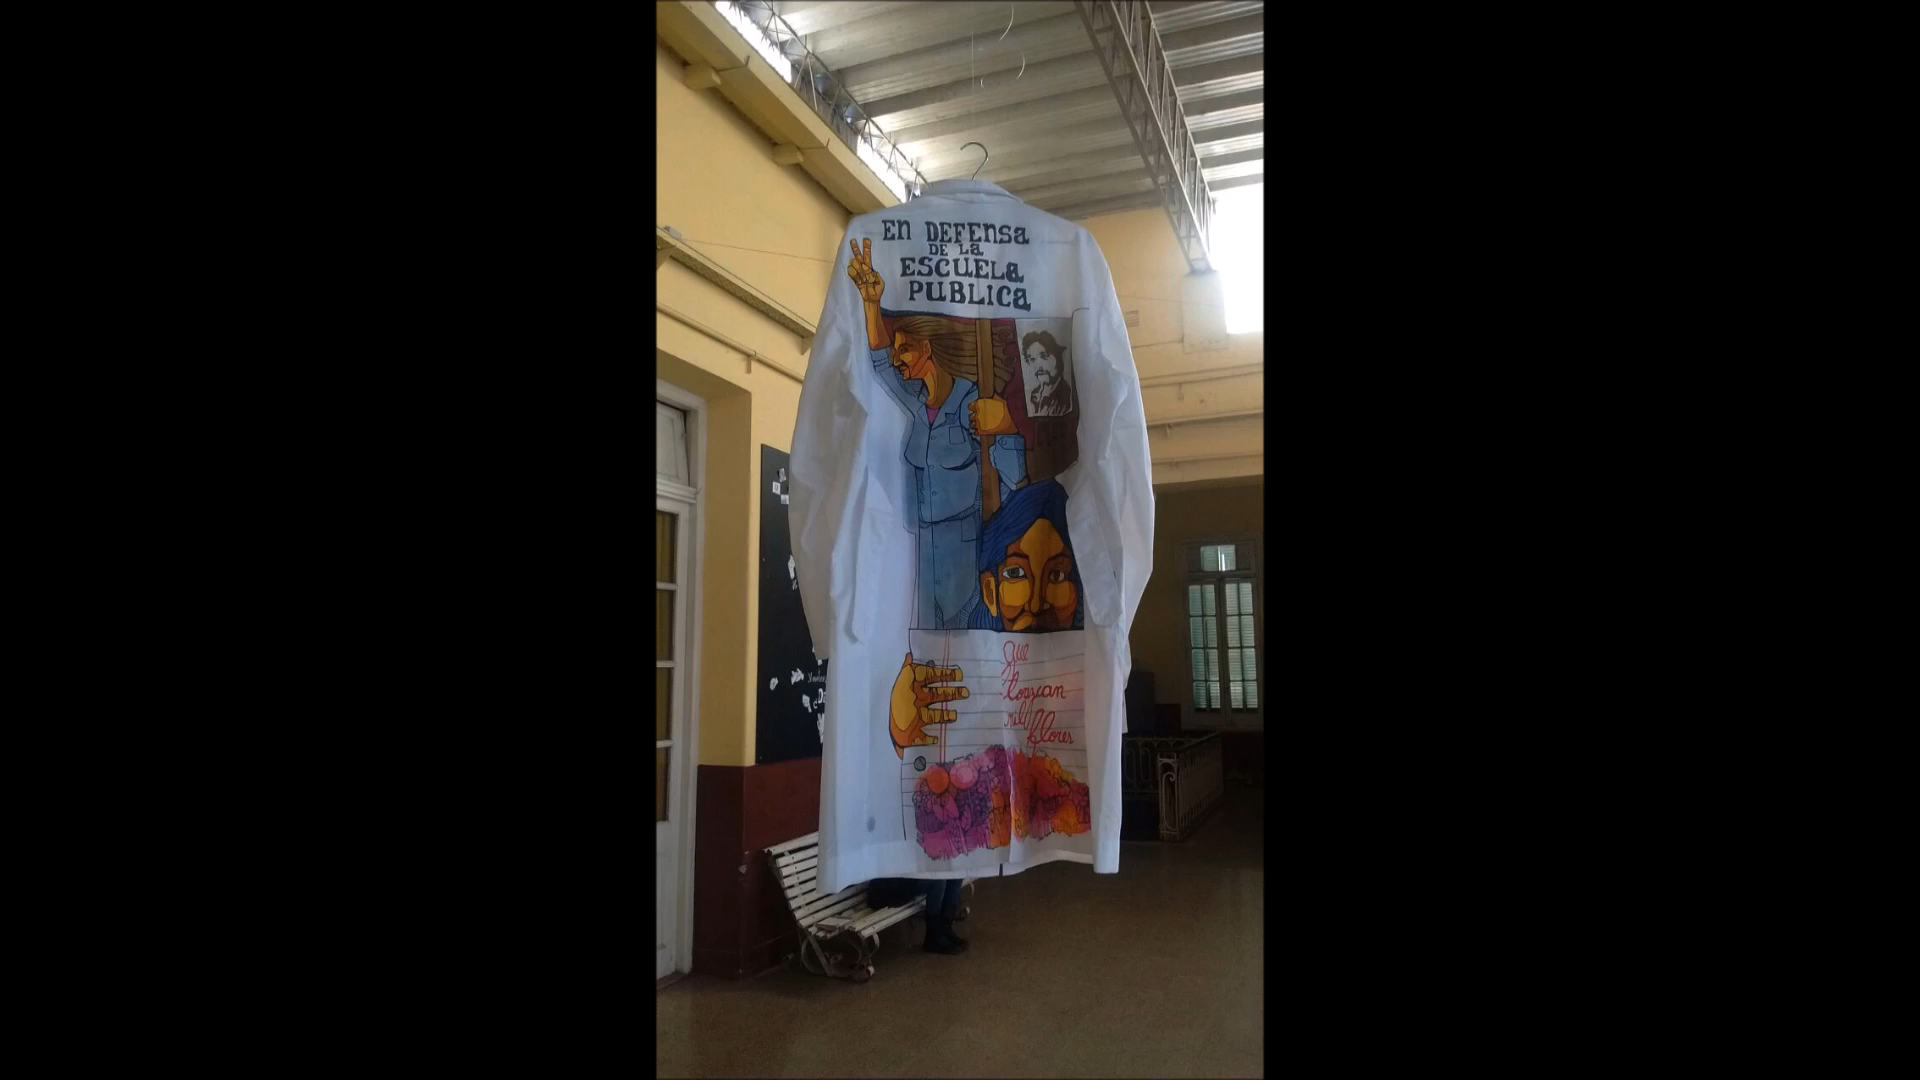 EN DEFENSA
DE LA
ESCUELA
PUBLICA
que
florezcan
mil
flores